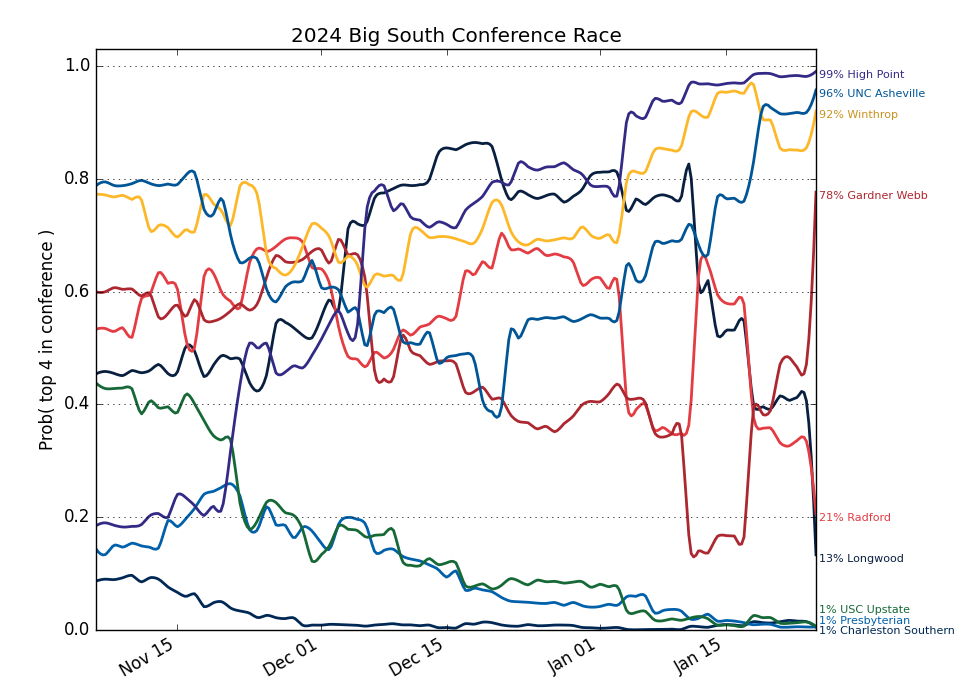 2024 Big South Conference Race
Prob( top 4 in conference )
1.0
0.8
0.6
0.4
0.2
0.0
Nov 15
Dec 01
Dec 15
Jan 01
Jan 15
99% High Point
96% UNC Asheville
92% Winthrop
78% Gardner Webb
21% Radford
13% Longwood
1% USC Upstate
1% Presbyterian
1% Charleston Southern